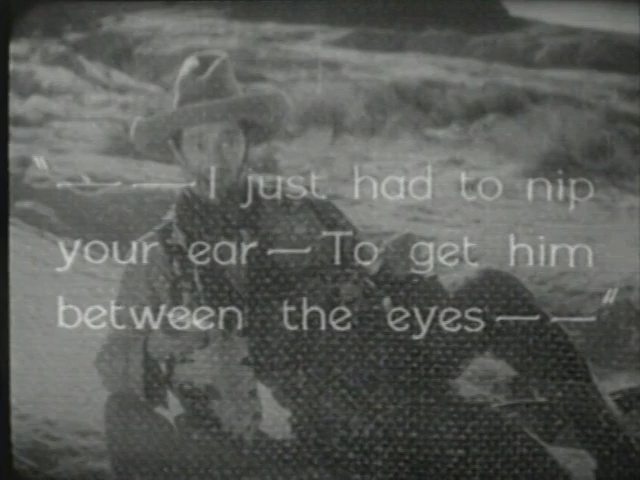 "— — —I just had to nip
your ear — To get him
between the eyes — —"